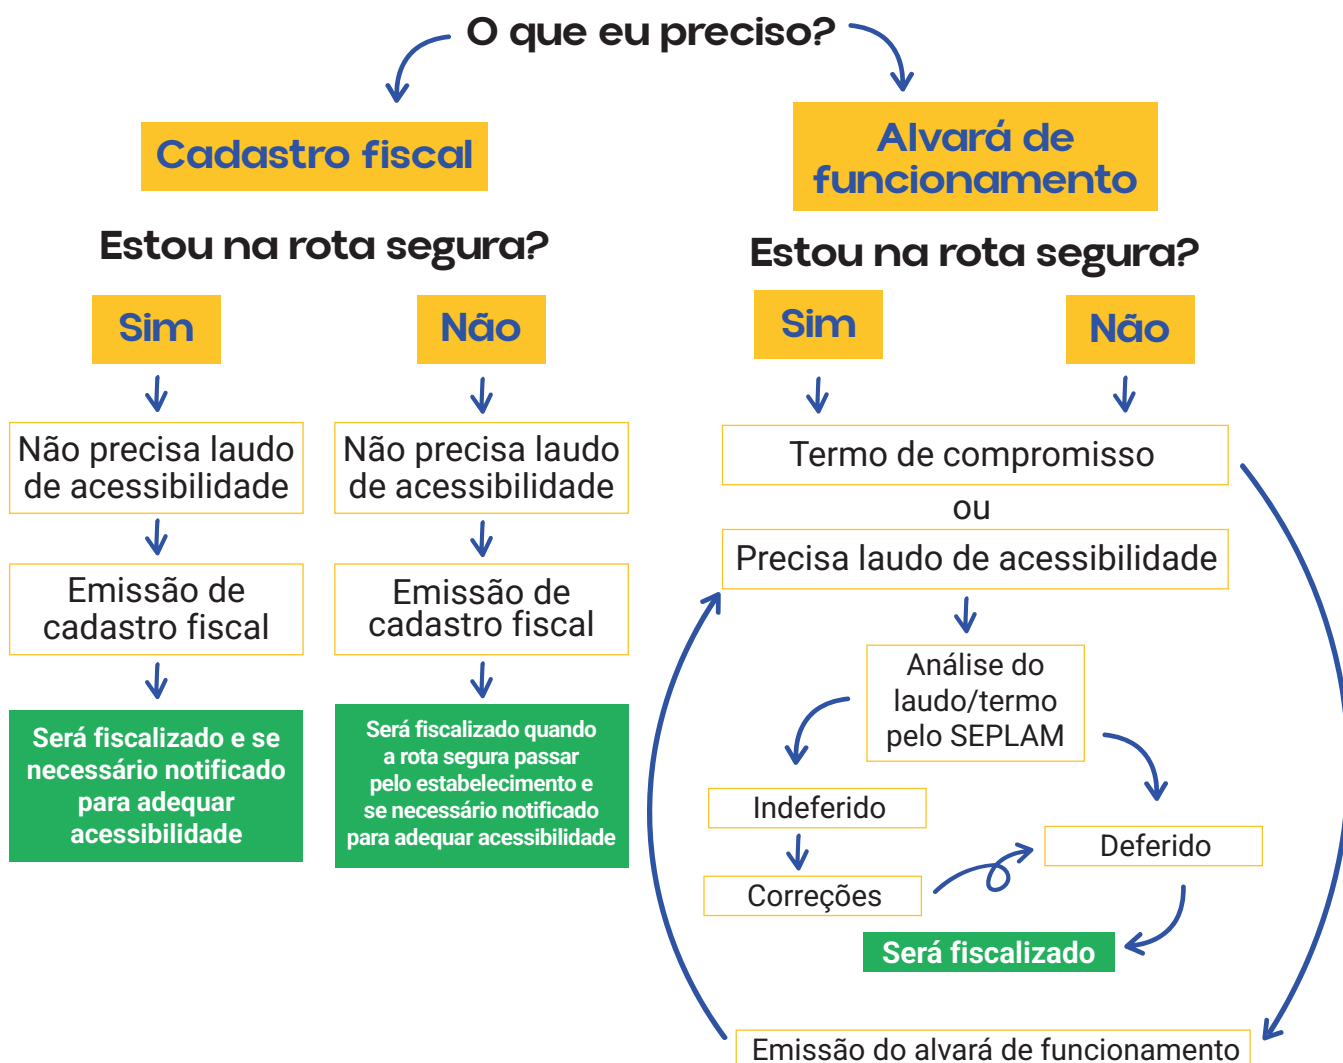 O que eu preciso?
Cadastro fiscal
Estou na rota segura?
Sim
Não
Não precisa laudo
de acessibilidade
Não precisa laudo
de acessibilidade
Emissão de
cadastro fiscal
Emissão de
cadastro fiscal
Será fiscalizado e se
necessário notificado
para adequar
acessibilidade
Será fiscalizado quando
a rota segura passar
pelo estabelecimento e
se necessário notificado
para adequar acessibilidade
Alvará de
funcionamento
Estou na rota segura?
Sim
Não
Termo de compromisso
ou
Precisa laudo de acessibilidade
Análise do
laudo/termo
pelo SEPLAM
Indeferido
Correções
Deferido
Será fiscalizado
Emissão do alvará de funcionamento